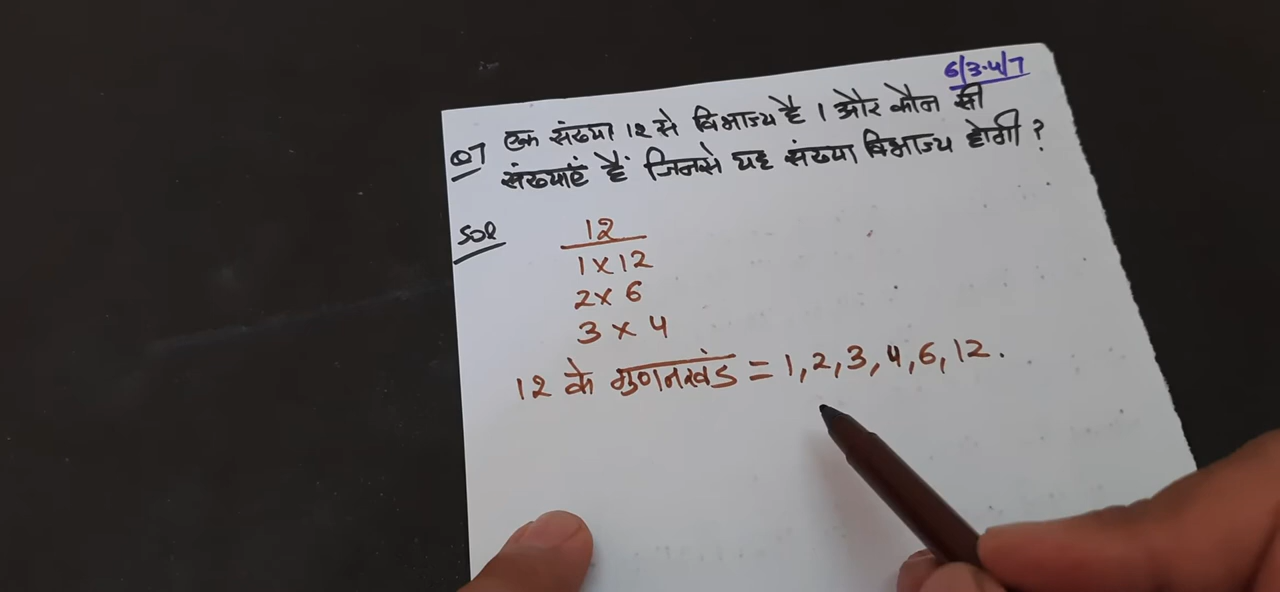 6/3.4/7
Q7 एक संख्या 12 से विभाज्य है । और कौन सी
संख्याएं हैं जिनसे यह संख्या विभाज्य होगी ?
Sol
12
1 x 12
2 x 6
3 x 4
12 के गुणनखंड = 1, 2, 3, 4, 6, 12.